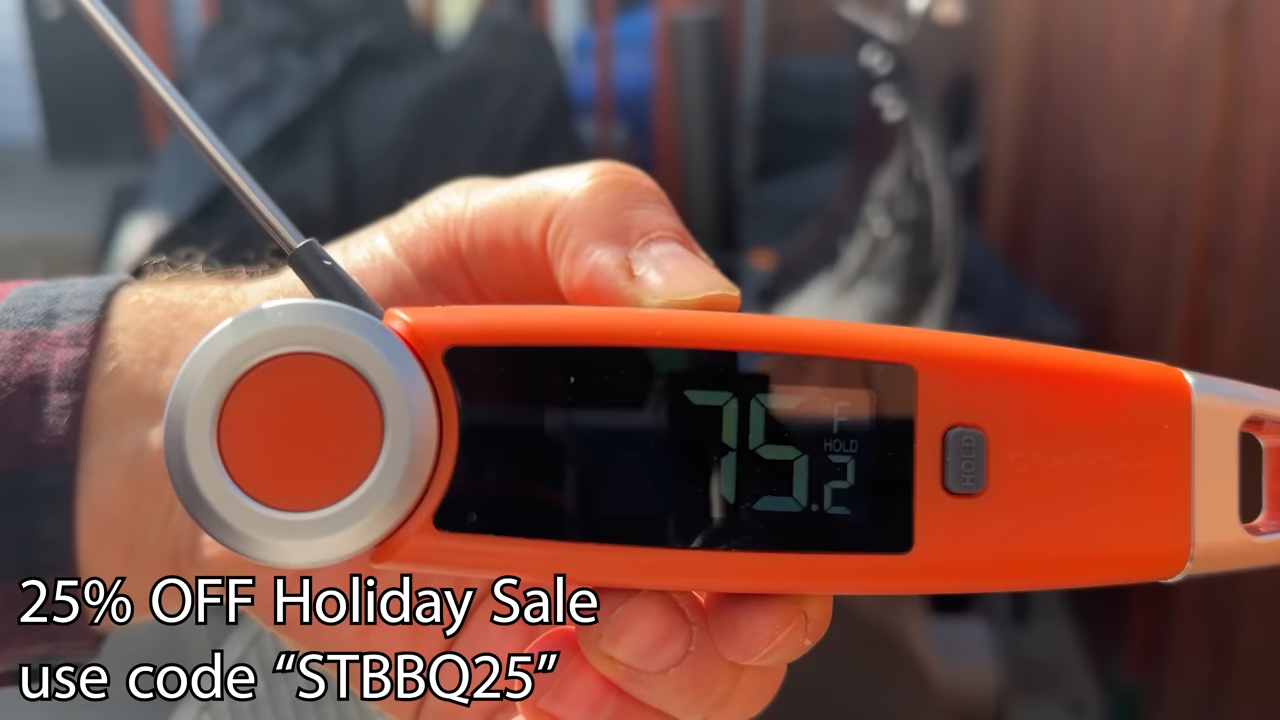 75.2
°F
HOLD
HOLD
25% OFF Holiday Sale
use code “STBBQ25”